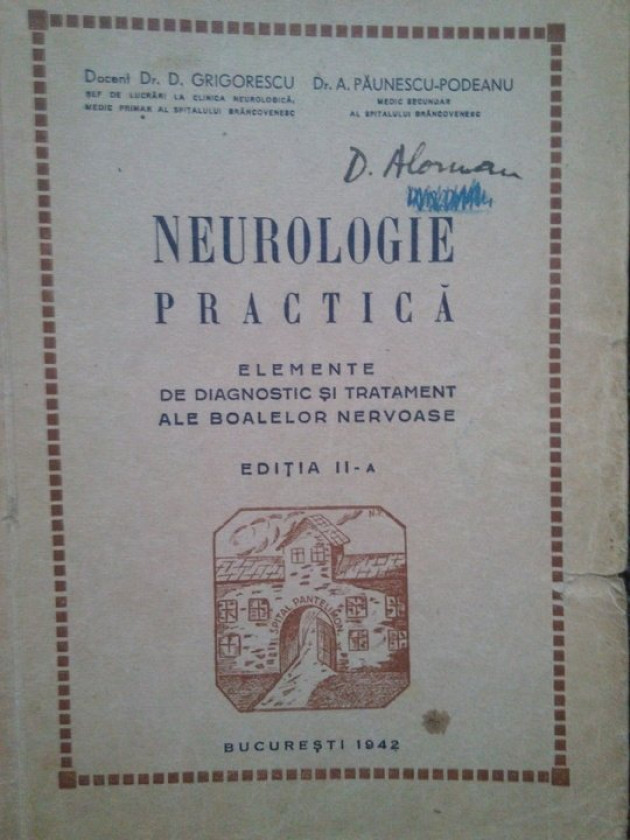 Docent Dr. D. GRIGORESCU
ȘEF DE LUCRĂRI LA CLINICA NEUROLOGICĂ,
MEDIC PRIMAR AL SPITALULUI BRÂNCOVENESC
Dr. A. PĂUNESCU-PODEANU
MEDIC SECUNDAR
AL SPITALULUI BRÂNCOVENESC
NEUROLOGIE
PRACTICĂ
ELEMENTE
DE DIAGNOSTIC ȘI TRATAMENT
ALE BOALELOR NERVOASE
EDIȚIA II-A
SPITAL PANTELIMON
BUCUREȘTI 1942